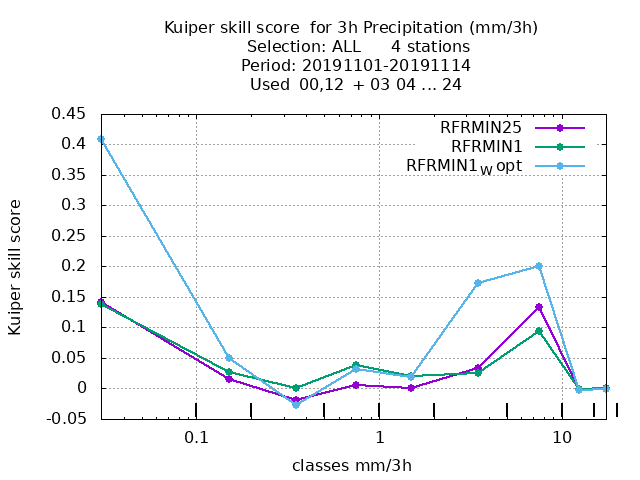 Kuiper skill score  for 3h Precipitation (mm/3h)
Selection: ALL      4 stations
Period: 20191101-20191114
Used  00,12  + 03 04 ... 24
RFRMIN25
RFRMIN1
RFRMIN1W opt
Kuiper skill score
0.45
0.4
0.35
0.3
0.25
0.2
0.15
0.1
0.05
0
-0.05
0.1 1 10
classes mm/3h